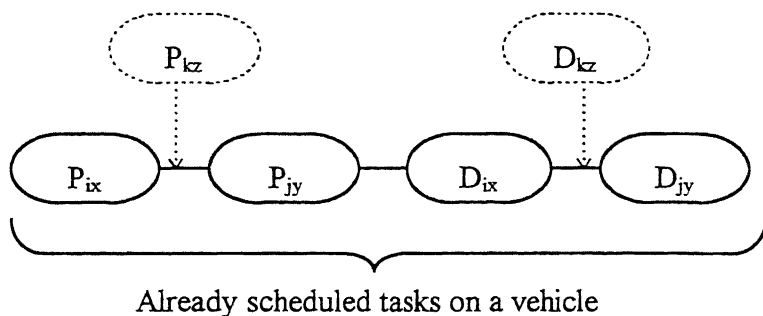 P_kz D_kz
P_ix P_jy D_ix D_jy
Already scheduled tasks on a vehicle